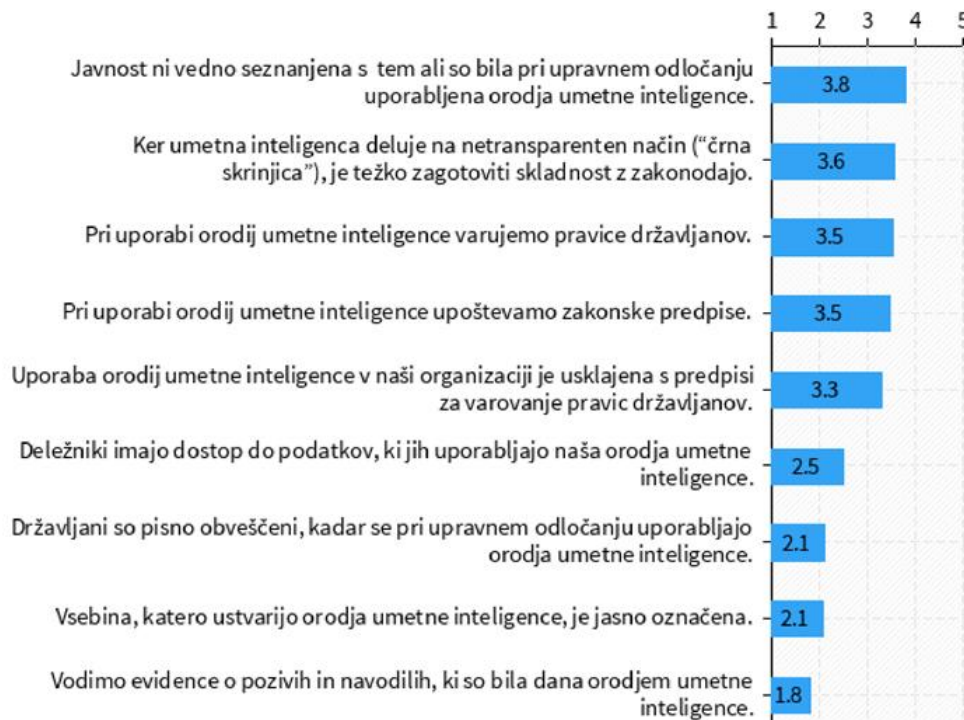 1 2 3 4 5
Javnost ni vedno seznanjena s tem ali so bila pri upravnem odločanju
uporabljena orodja umetne inteligence.
3.8
Ker umetna inteligenca deluje na netransparenten način (“črna
skrinjica”), je težko zagotoviti skladnost z zakonodajo.
3.6
Pri uporabi orodij umetne inteligence varujemo pravice državljanov.
3.5
Pri uporabi orodij umetne inteligence upoštevamo zakonske predpise.
3.5
Uporaba orodij umetne inteligence v naši organizaciji je usklajena s predpisi
za varovanje pravic državljanov.
3.3
Deležniki imajo dostop do podatkov, ki jih uporabljajo naša orodja umetne
inteligence.
2.5
Državljani so pisno obveščeni, kadar se pri upravnem odločanju uporabljajo
orodja umetne inteligence.
2.1
Vsebina, katero ustvarijo orodja umetne inteligence, je jasno označena.
2.1
Vodimo evidence o pozivih in navodilih, ki so bila dana orodjem umetne
inteligence.
1.8